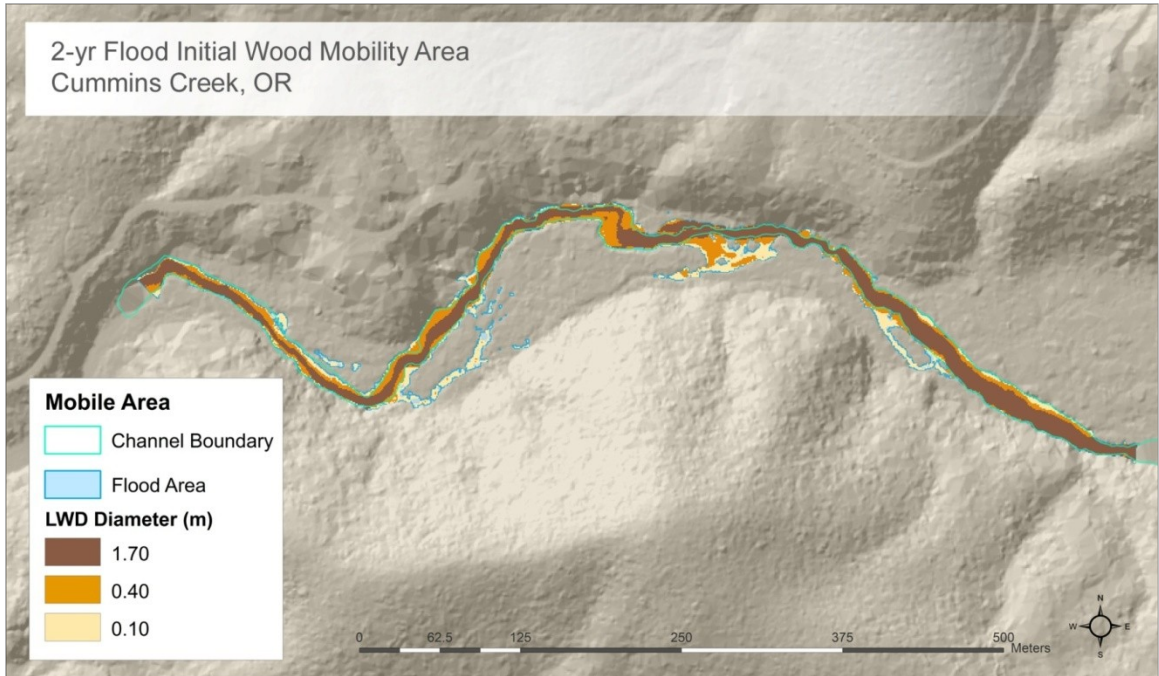 2-yr Flood Initial Wood Mobility Area
Cummins Creek, OR
Mobile Area
Channel Boundary
Flood Area
LWD Diameter (m)
1.70
0.40
0.10
0 62.5 125 250 375 500
Meters
N
W E
S